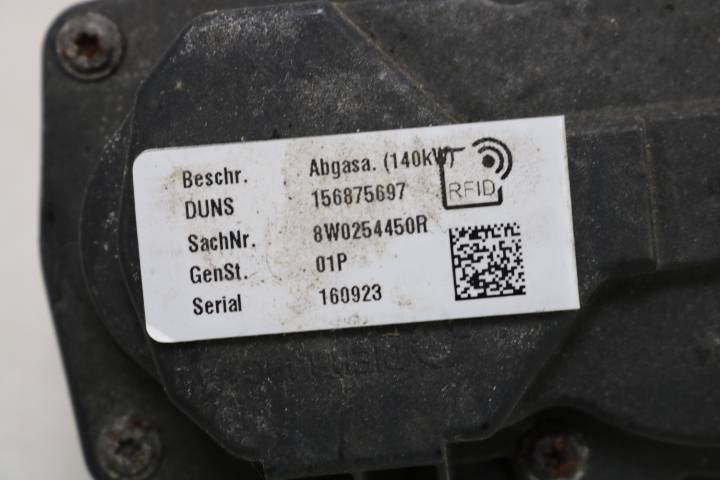 Beschr. Abgasa. (140kW)
DUNS 156875697
RFID
SachNr. 8W0254450R
GenSt. 01P
Serial 160923